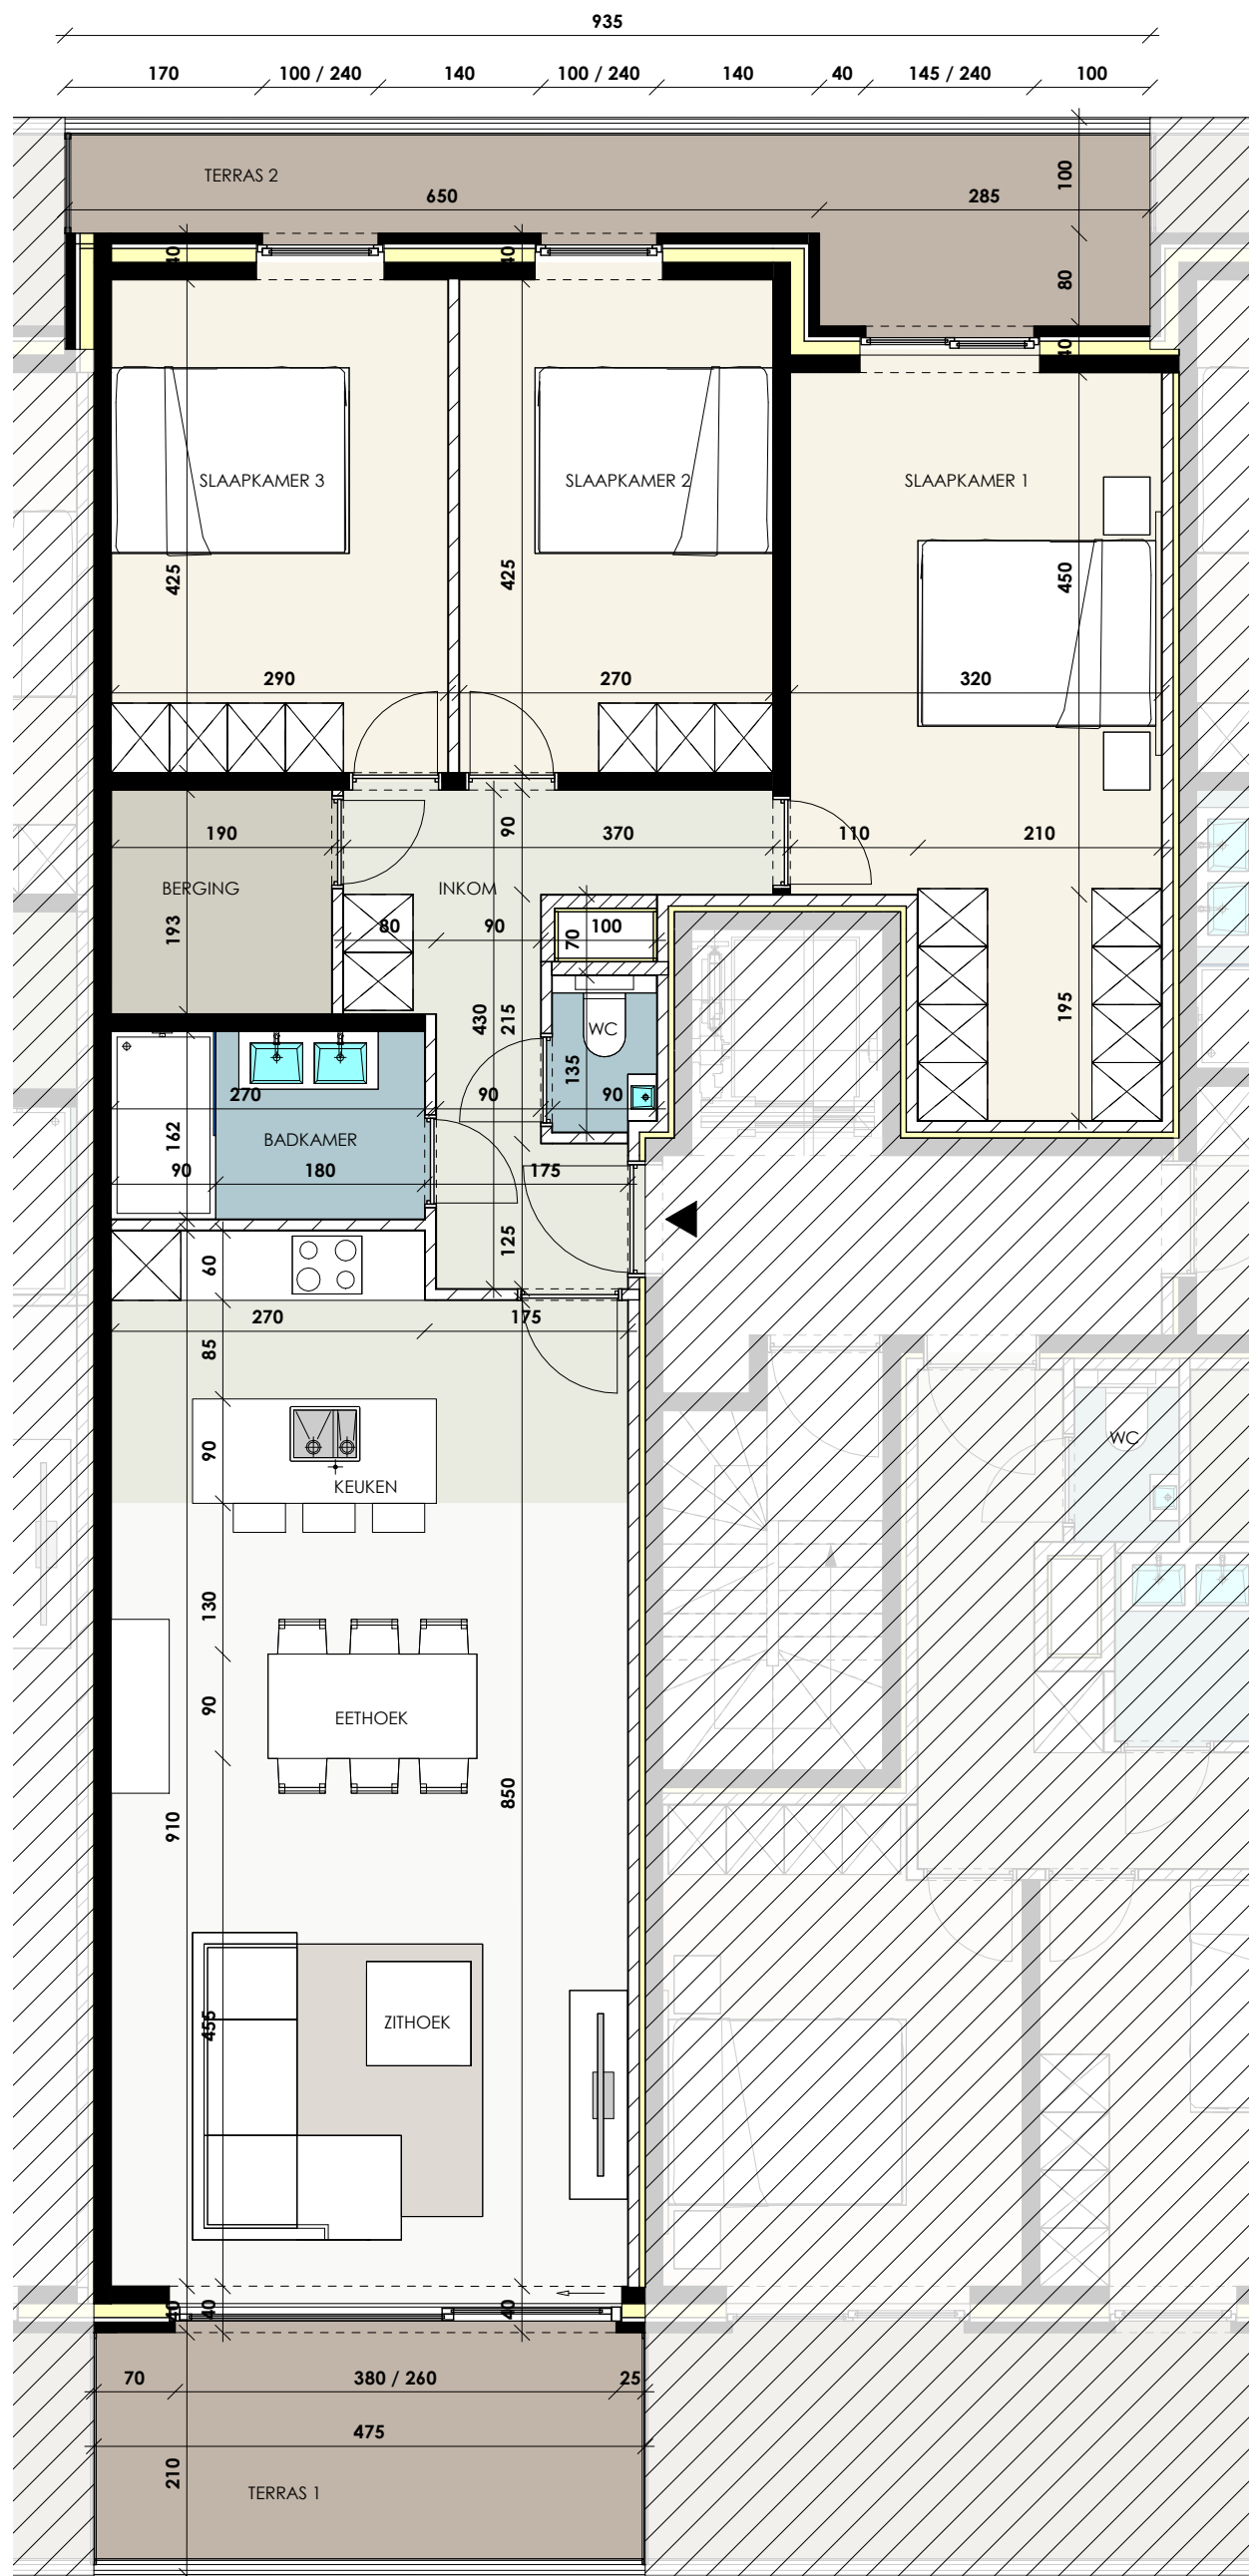 935
170 100 / 240 140 100 / 240 140 40 145 / 240 100
TERRAS 2
100
650 285
40 40
80
40
SLAAPKAMER 3 SLAAPKAMER 2 SLAAPKAMER 1
425 425 450
290 270 320
190 90 370 110 210
BERGING INKOM
193 80 90 70 100
430 215 WC 195
135
270 90 90
162 BADKAMER
90 180 175
125
60
270 175
85
90
KEUKEN
WC
130
90 EETHOEK
850
910
455 ZITHOEK
40 40 40
70 380 / 260 25
475
210
TERRAS 1